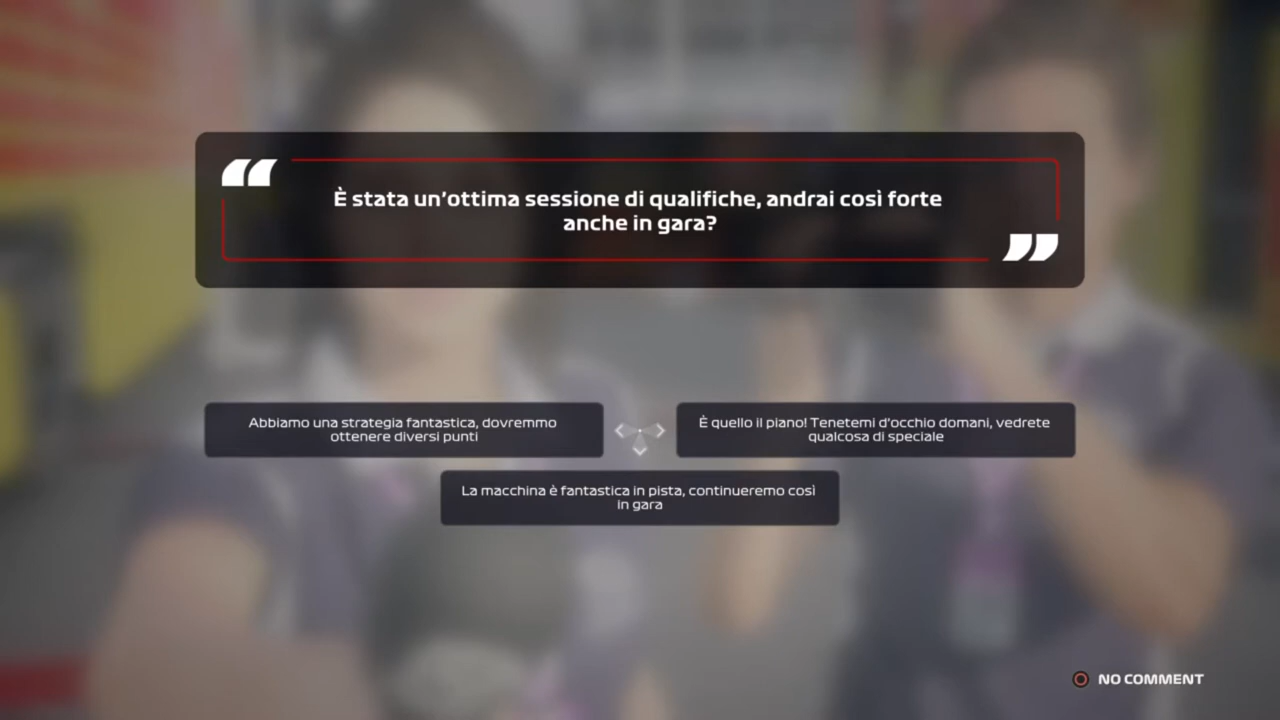 È stata un'ottima sessione di qualifiche, andrai così forte
anche in gara?
Abbiamo una strategia fantastica, dovremmo
ottenere diversi punti
È quello il piano! Tenetemi d'occhio domani, vedrete
qualcosa di speciale
La macchina è fantastica in pista, continueremo così
in gara
NO COMMENT